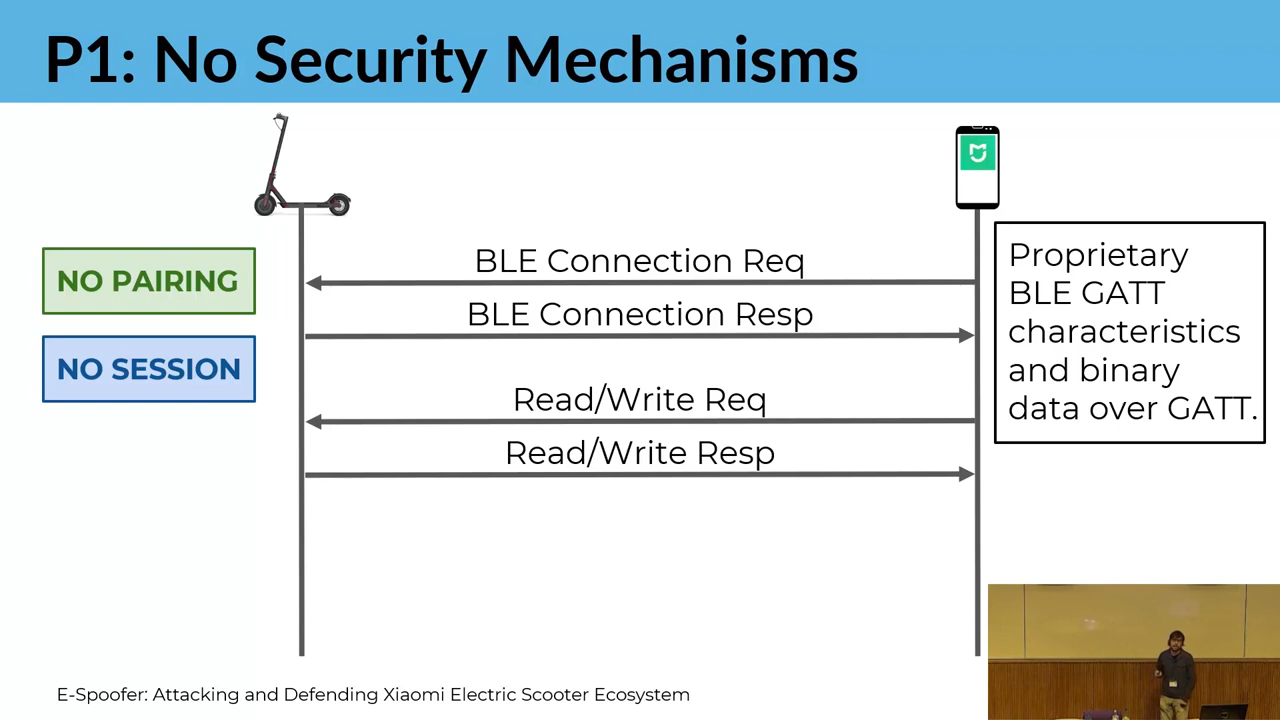 P1: No Security Mechanisms
NO PAIRING
NO SESSION
BLE Connection Req
BLE Connection Resp
Read/Write Req
Read/Write Resp
Proprietary
BLE GATT
characteristics
and binary
data over GATT.
E-Spoofer: Attacking and Defending Xiaomi Electric Scooter Ecosystem